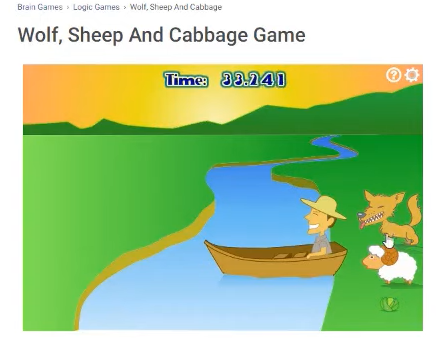 Brain Games › Logic Games › Wolf, Sheep And Cabbage
Wolf, Sheep And Cabbage Game
Time: 33.241
?